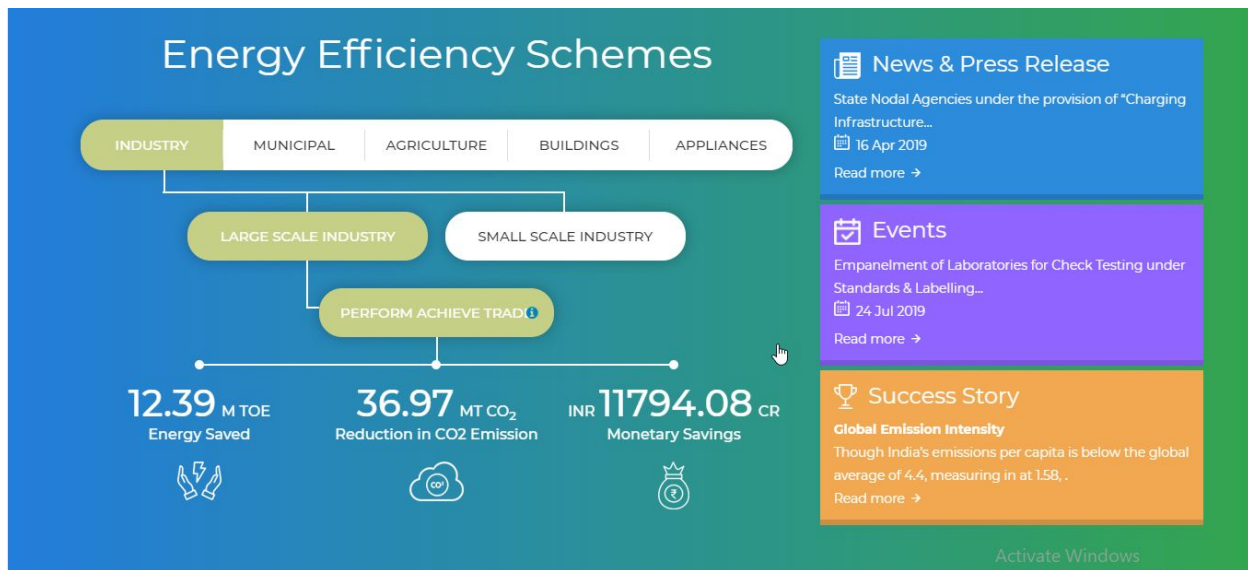 Energy Efficiency Schemes
INDUSTRY
MUNICIPAL
AGRICULTURE
BUILDINGS
APPLIANCES
LARGE SCALE INDUSTRY
SMALL SCALE INDUSTRY
PERFORM ACHIEVE TRAD
12.39 M TOE
Energy Saved
36.97 MT CO₂
Reduction in CO2 Emission
INR 11794.08 CR
Monetary Savings
CO²
₹
News & Press Release
State Nodal Agencies under the provision of “Charging
Infrastructure...
16 Apr 2019
Read more →
Events
Empanelment of Laboratories for Check Testing under
Standards & Labelling...
24 Jul 2019
Read more →
Success Story
Global Emission Intensity
Though India's emissions per capita is below the global
average of 4.4, measuring in at 1.58, .
Read more →
Activate Windows